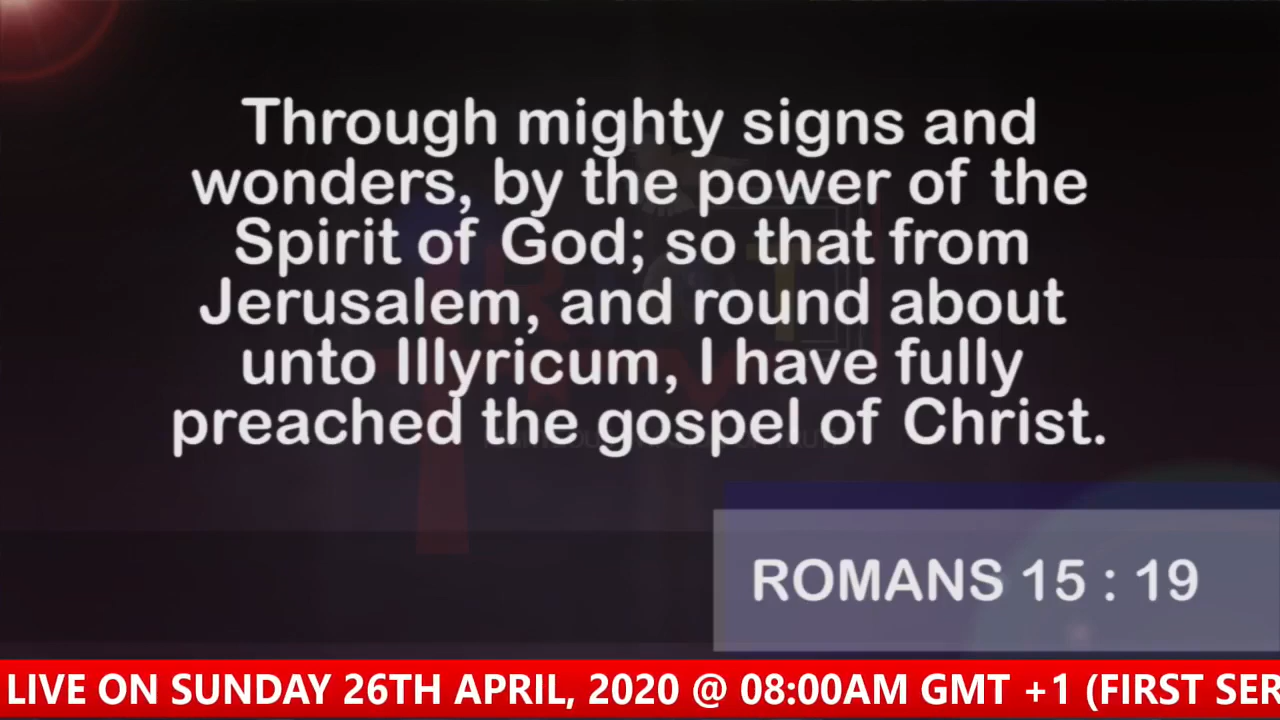 Through mighty signs and
wonders, by the power of the
Spirit of God; so that from
Jerusalem, and round about
unto Illyricum, I have fully
preached the gospel of Christ.
ROMANS 15 : 19
LIVE ON SUNDAY 26TH APRIL, 2020 @ 08:00AM GMT +1 (FIRST SER